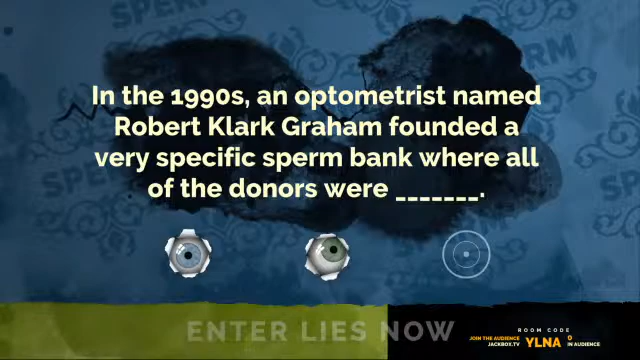 In the 1990s, an optometrist named
Robert Klark Graham founded a
very specific sperm bank where all
of the donors were _______.
ENTER LIES NOW
ROOM CODE
JOIN THE AUDIENCE
JACKBOX.TV
YLNA
0
IN AUDIENCE
SPERM